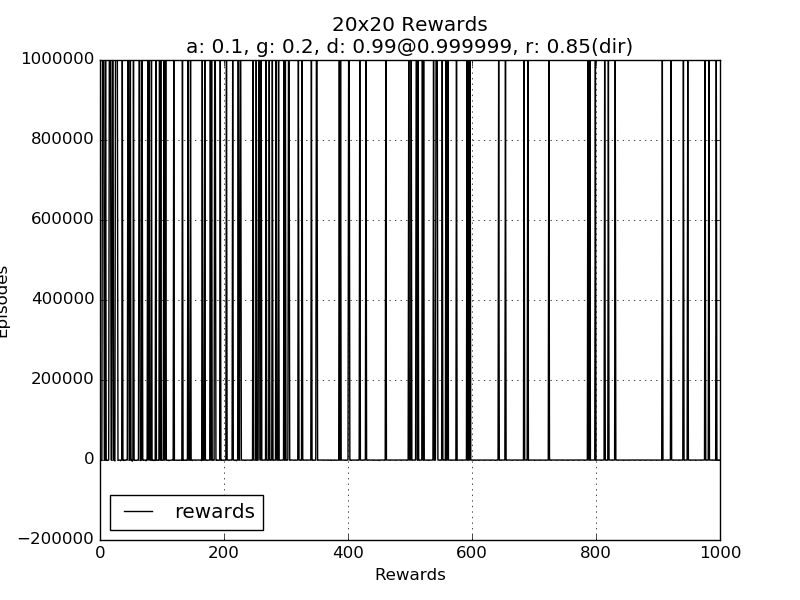 20x20 Rewards
a: 0.1, g: 0.2, d: 0.99@0.999999, r: 0.85(dir)
1000000
800000
600000
400000
200000
0
−200000
Episodes
rewards
0 200 400 600 800 1000
Rewards